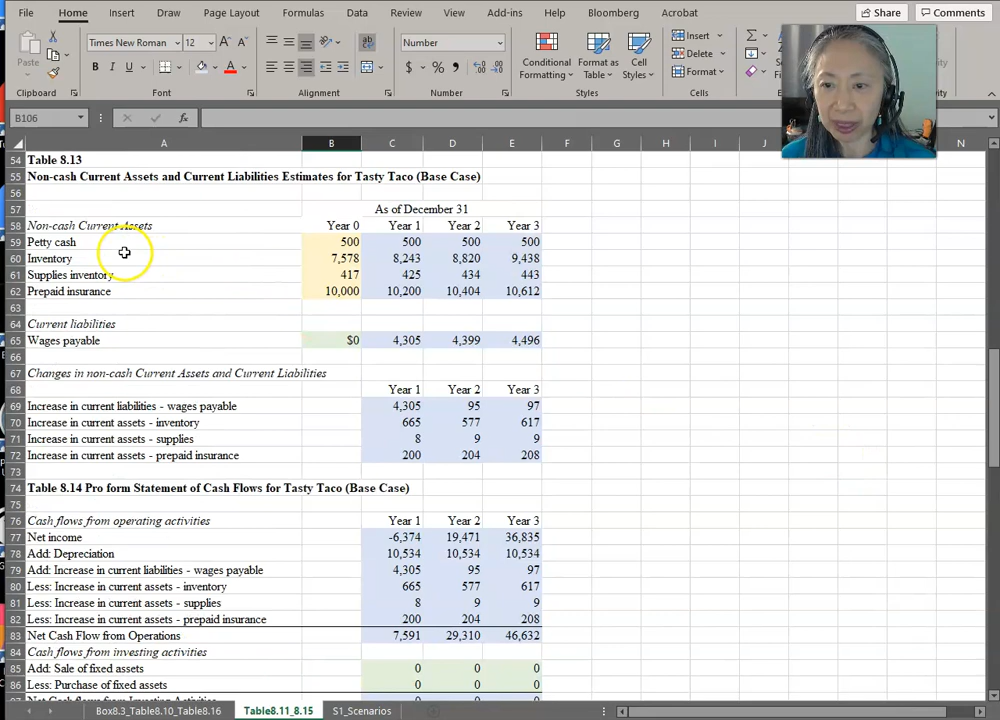 File Home Insert Draw Page Layout Formulas Data Review View Add-ins Help Bloomberg Acrobat Share Comments
Times New Roman 12 Number Insert
Paste B I U Conditional Formatting Format as Table Cell Styles Delete
Format
Clipboard Font Alignment Number Styles Cells
B106 fx
A B C D E F G H I J N
54 Table 8.13
55 Non-cash Current Assets and Current Liabilities Estimates for Tasty Taco (Base Case)
56
57 As of December 31
58 Non-cash Current Assets Year 0 Year 1 Year 2 Year 3
59 Petty cash 500 500 500 500
60 Inventory 7,578 8,243 8,820 9,438
61 Supplies inventory 417 425 434 443
62 Prepaid insurance 10,000 10,200 10,404 10,612
63
64 Current liabilities
65 Wages payable $0 4,305 4,399 4,496
66
67 Changes in non-cash Current Assets and Current Liabilities
68 Year 1 Year 2 Year 3
69 Increase in current liabilities - wages payable 4,305 95 97
70 Increase in current assets - inventory 665 577 617
71 Increase in current assets - supplies 8 9 9
72 Increase in current assets - prepaid insurance 200 204 208
73
74 Table 8.14 Pro form Statement of Cash Flows for Tasty Taco (Base Case)
75
76 Cash flows from operating activities Year 1 Year 2 Year 3
77 Net income -6,374 19,471 36,835
78 Add: Depreciation 10,534 10,534 10,534
79 Add: Increase in current liabilities - wages payable 4,305 95 97
80 Less: Increase in current assets - inventory 665 577 617
81 Less: Increase in current assets - supplies 8 9 9
82 Less: Increase in current assets - prepaid insurance 200 204 208
83 Net Cash Flow from Operations 7,591 29,310 46,632
84 Cash flows from investing activities
85 Add: Sale of fixed assets 0 0 0
86 Less: Purchase of fixed assets 0 0 0
Net Cash Flow from Investing Activities
Box8.3_Table8.10_Table8.16 Table8.11_8.15 S1_Scenarios